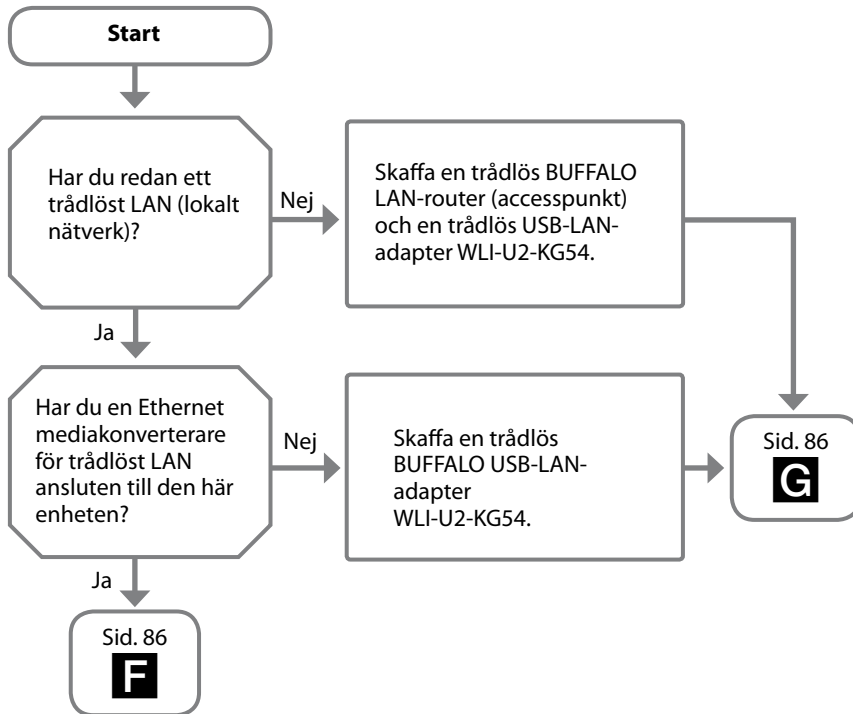 Start
Har du redan ett
trådlöst LAN (lokalt
nätverk)?
Nej
Skaffa en trådlös BUFFALO
LAN-router (accesspunkt)
och en trådlös USB-LAN-
adapter WLI-U2-KG54.
Ja
Har du en Ethernet
mediakonverterare
för trådlöst LAN
ansluten till den här
enheten?
Nej
Skaffa en trådlös
BUFFALO USB-LAN-
adapter
WLI-U2-KG54.
Sid. 86
G
Ja
Sid. 86
F